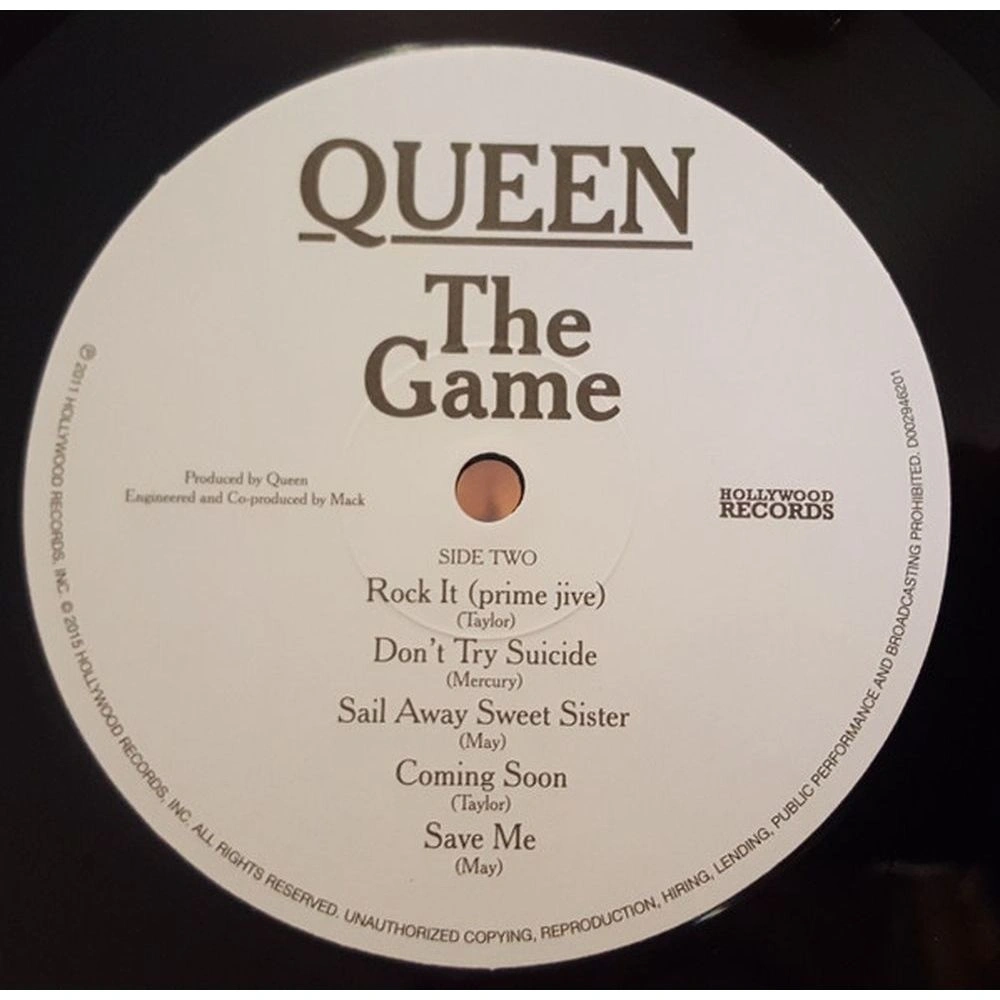 QUEEN
The
Game
Produced by Queen
Engineered and Co-produced by Mack
HOLLYWOOD
RECORDS
SIDE TWO
Rock It (prime jive)
(Taylor)
Don't Try Suicide
(Mercury)
Sail Away Sweet Sister
(May)
Coming Soon
(Taylor)
Save Me
(May)
℗ 2011 HOLLYWOOD RECORDS, INC. © 2015 HOLLYWOOD RECORDS, INC. ALL RIGHTS RESERVED. UNAUTHORIZED COPYING, REPRODUCTION, HIRING, LENDING, PUBLIC PERFORMANCE AND BROADCASTING PROHIBITED. D002946201